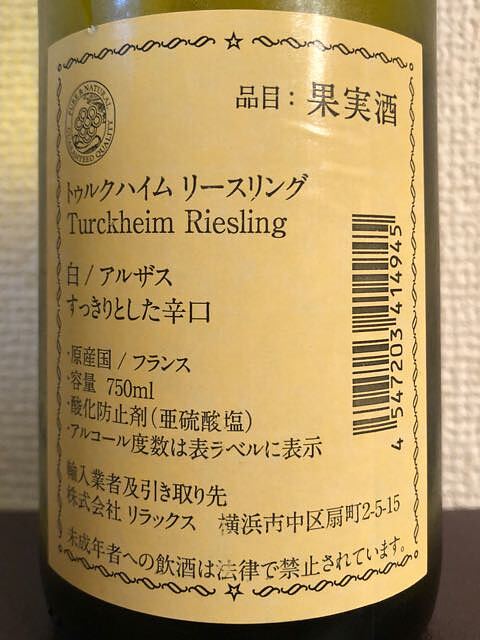 PURE & NATURAL
GUARANTEED QUALITY
品目：果実酒
トゥルクハイム リースリング
Turckheim Riesling
白 / アルザス
すっきりとした辛口
・原産国 / フランス
・容量 750ml
・酸化防止剤（亜硫酸塩）
・アルコール度数は表ラベルに表示
輸入業者及引き取り先
株式会社 リラックス 横浜市中区扇町2-5-15
未成年者への飲酒は法律で禁止されています。
4 547203 414945